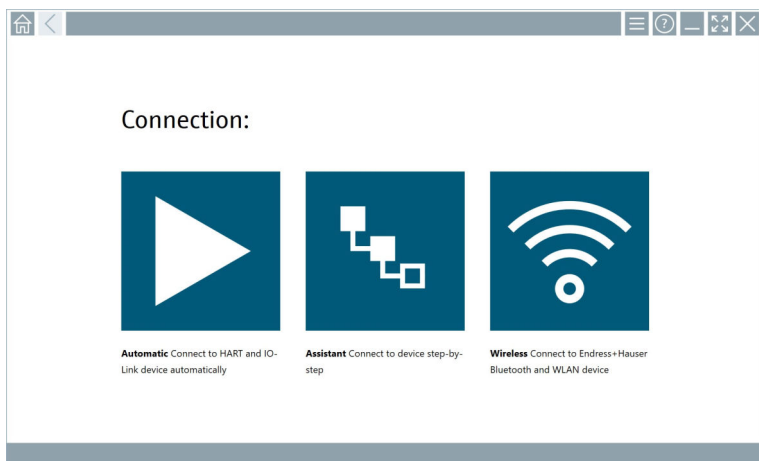 Connection:
Automatic Connect to HART and IO-
Link device automatically
Assistant Connect to device step-by-
step
Wireless Connect to Endress+Hauser
Bluetooth and WLAN device